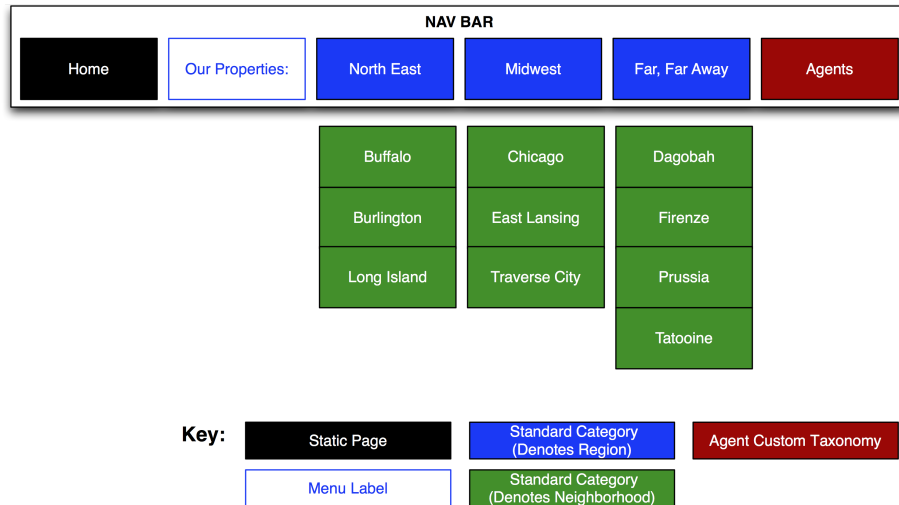 NAV BAR
Home
Our Properties:
North East
Midwest
Far, Far Away
Agents
Buffalo
Chicago
Dagobah
Burlington
East Lansing
Firenze
Long Island
Traverse City
Prussia
Tatooine
Key:
Static Page
Standard Category
(Denotes Region)
Agent Custom Taxonomy
Menu Label
Standard Category
(Denotes Neighborhood)